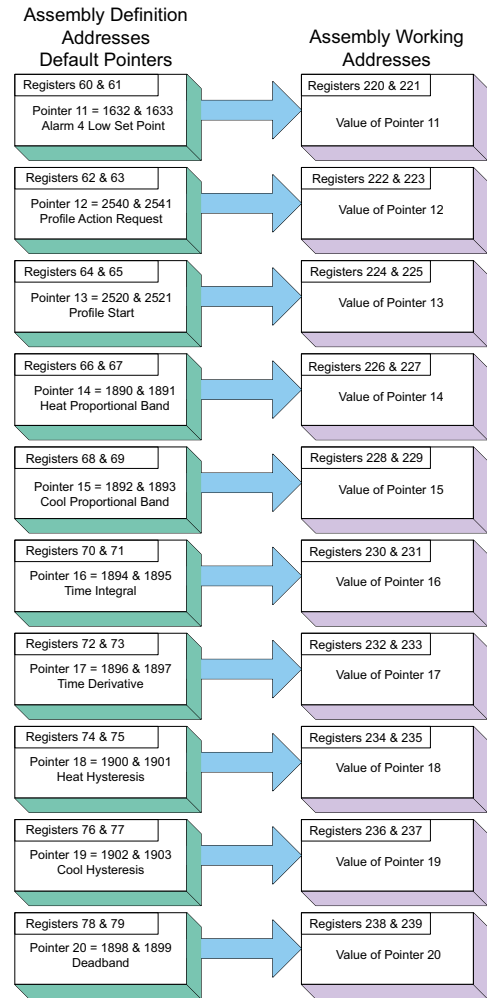 Assembly Definition
Addresses
Default Pointers
Assembly Working
Addresses
Registers 60 & 61
Pointer 11 = 1632 & 1633
Alarm 4 Low Set Point
Registers 220 & 221
Value of Pointer 11
Registers 62 & 63
Pointer 12 = 2540 & 2541
Profile Action Request
Registers 222 & 223
Value of Pointer 12
Registers 64 & 65
Pointer 13 = 2520 & 2521
Profile Start
Registers 224 & 225
Value of Pointer 13
Registers 66 & 67
Pointer 14 = 1890 & 1891
Heat Proportional Band
Registers 226 & 227
Value of Pointer 14
Registers 68 & 69
Pointer 15 = 1892 & 1893
Cool Proportional Band
Registers 228 & 229
Value of Pointer 15
Registers 70 & 71
Pointer 16 = 1894 & 1895
Time Integral
Registers 230 & 231
Value of Pointer 16
Registers 72 & 73
Pointer 17 = 1896 & 1897
Time Derivative
Registers 232 & 233
Value of Pointer 17
Registers 74 & 75
Pointer 18 = 1900 & 1901
Heat Hysteresis
Registers 234 & 235
Value of Pointer 18
Registers 76 & 77
Pointer 19 = 1902 & 1903
Cool Hysteresis
Registers 236 & 237
Value of Pointer 19
Registers 78 & 79
Pointer 20 = 1898 & 1899
Deadband
Registers 238 & 239
Value of Pointer 20